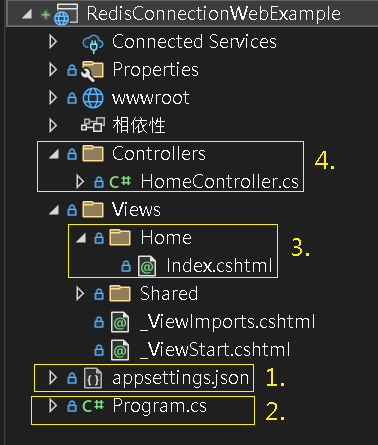 RedisConnectionWebExample
Connected Services
Properties
wwwroot
相依性
Controllers
4.
C# HomeController.cs
Views
Home
3.
@ Index.cshtml
Shared
@ _ViewImports.cshtml
@ _ViewStart.cshtml
appsettings.json 1.
C# Program.cs 2.